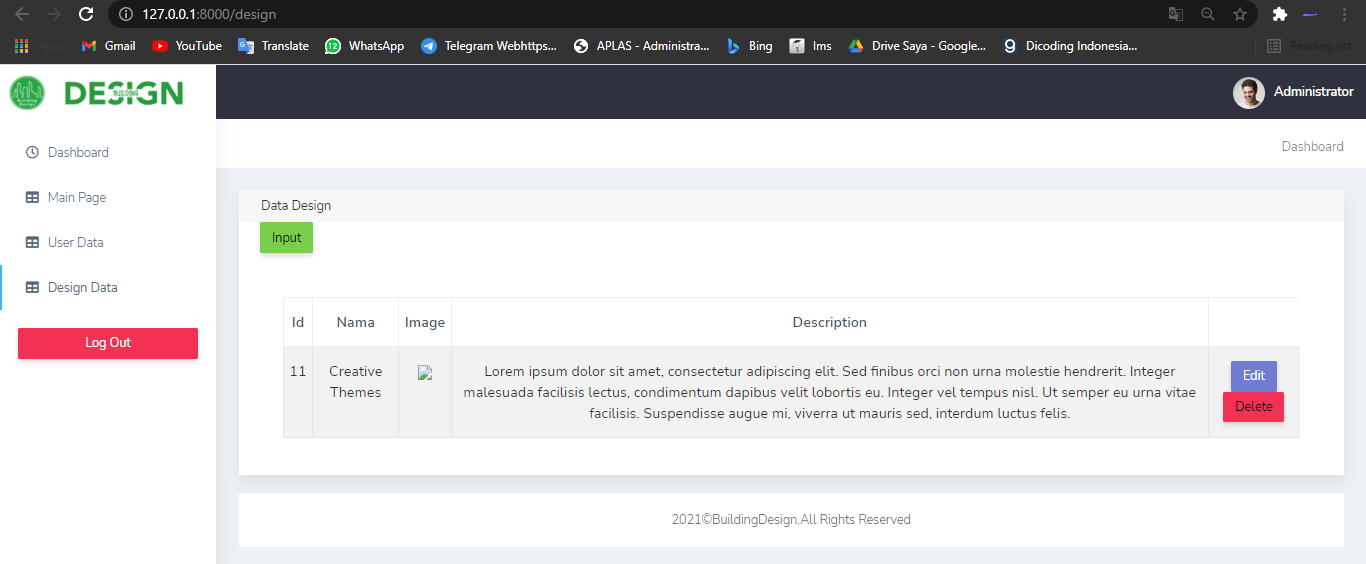 127.0.0.1:8000/design
Apps Gmail YouTube Translate WhatsApp Telegram Webhttps... APLAS - Administra... Bing lms Drive Saya - Google... Dicoding Indonesia... Reading list
12
Building Design
DESIGN
BUILDING
Administrator
Dashboard
Dashboard
Main Page
User Data
Design Data
Log Out
Data Design
Input
Id Nama Image Description
11 Creative Themes
Lorem ipsum dolor sit amet, consectetur adipiscing elit. Sed finibus orci non urna molestie hendrerit. Integer
malesuada facilisis lectus, condimentum dapibus velit lobortis eu. Integer vel tempus nisl. Ut semper eu urna vitae
facilisis. Suspendisse augue mi, viverra ut mauris sed, interdum luctus felis.
Edit
Delete
2021©BuildingDesign.All Rights Reserved